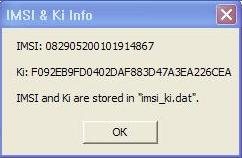 IMSI & Ki Info
IMSI: 082905200101914867
Ki: F092EB9FD0402DAF883D47A3EA226CEA
IMSI and Ki are stored in "imsi_ki.dat".
OK